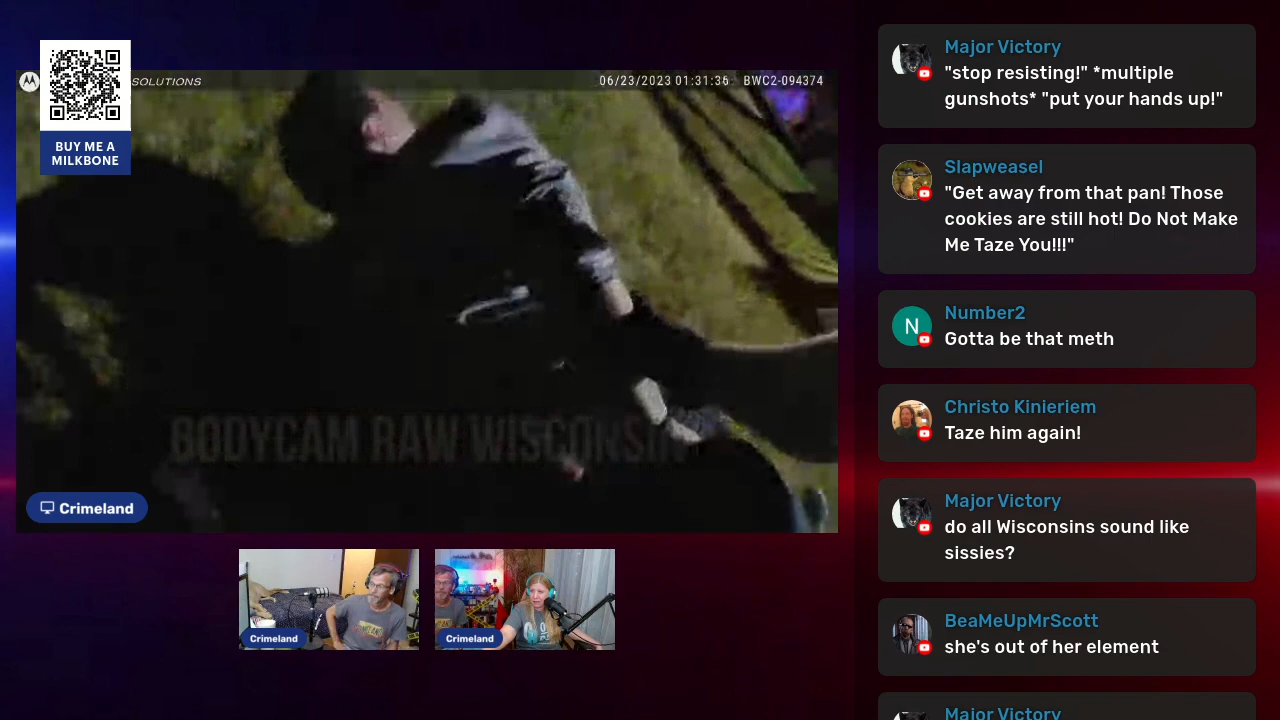 SOLUTIONS
06/23/2023 01:31:36 BWC2-094374
BUY ME A
MILKBONE
BODYCAM RAW WISCONSIN
Crimeland
Crimeland
Crimeland
Major Victory
"stop resisting!" *multiple
gunshots* "put your hands up!"
Slapweasel
"Get away from that pan! Those
cookies are still hot! Do Not Make
Me Taze You!!!"
N
Number2
Gotta be that meth
Christo Kinieriem
Taze him again!
Major Victory
do all Wisconsins sound like
sissies?
BeaMeUpMrScott
she's out of her element
Major Victory